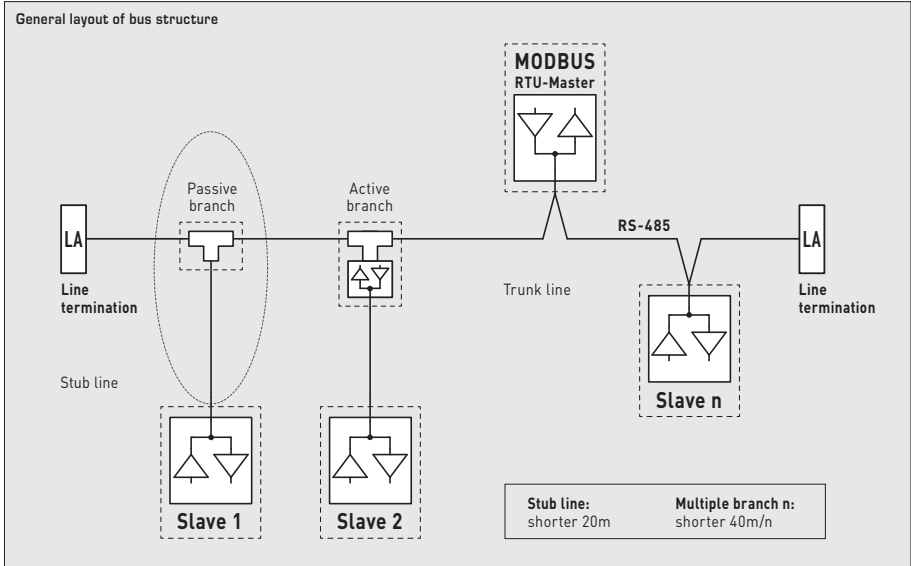 General layout of bus structure
MODBUS
RTU-Master
Passive
branch
Active
branch
LA
RS-485
LA
Line
termination
Trunk line
Line
termination
Stub line
Slave n
Slave 1
Slave 2
Stub line:
shorter 20m
Multiple branch n:
shorter 40m/n